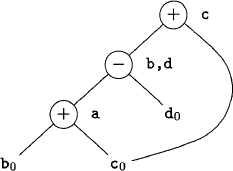 + c
− b,d
+ a d₀
b₀ c₀